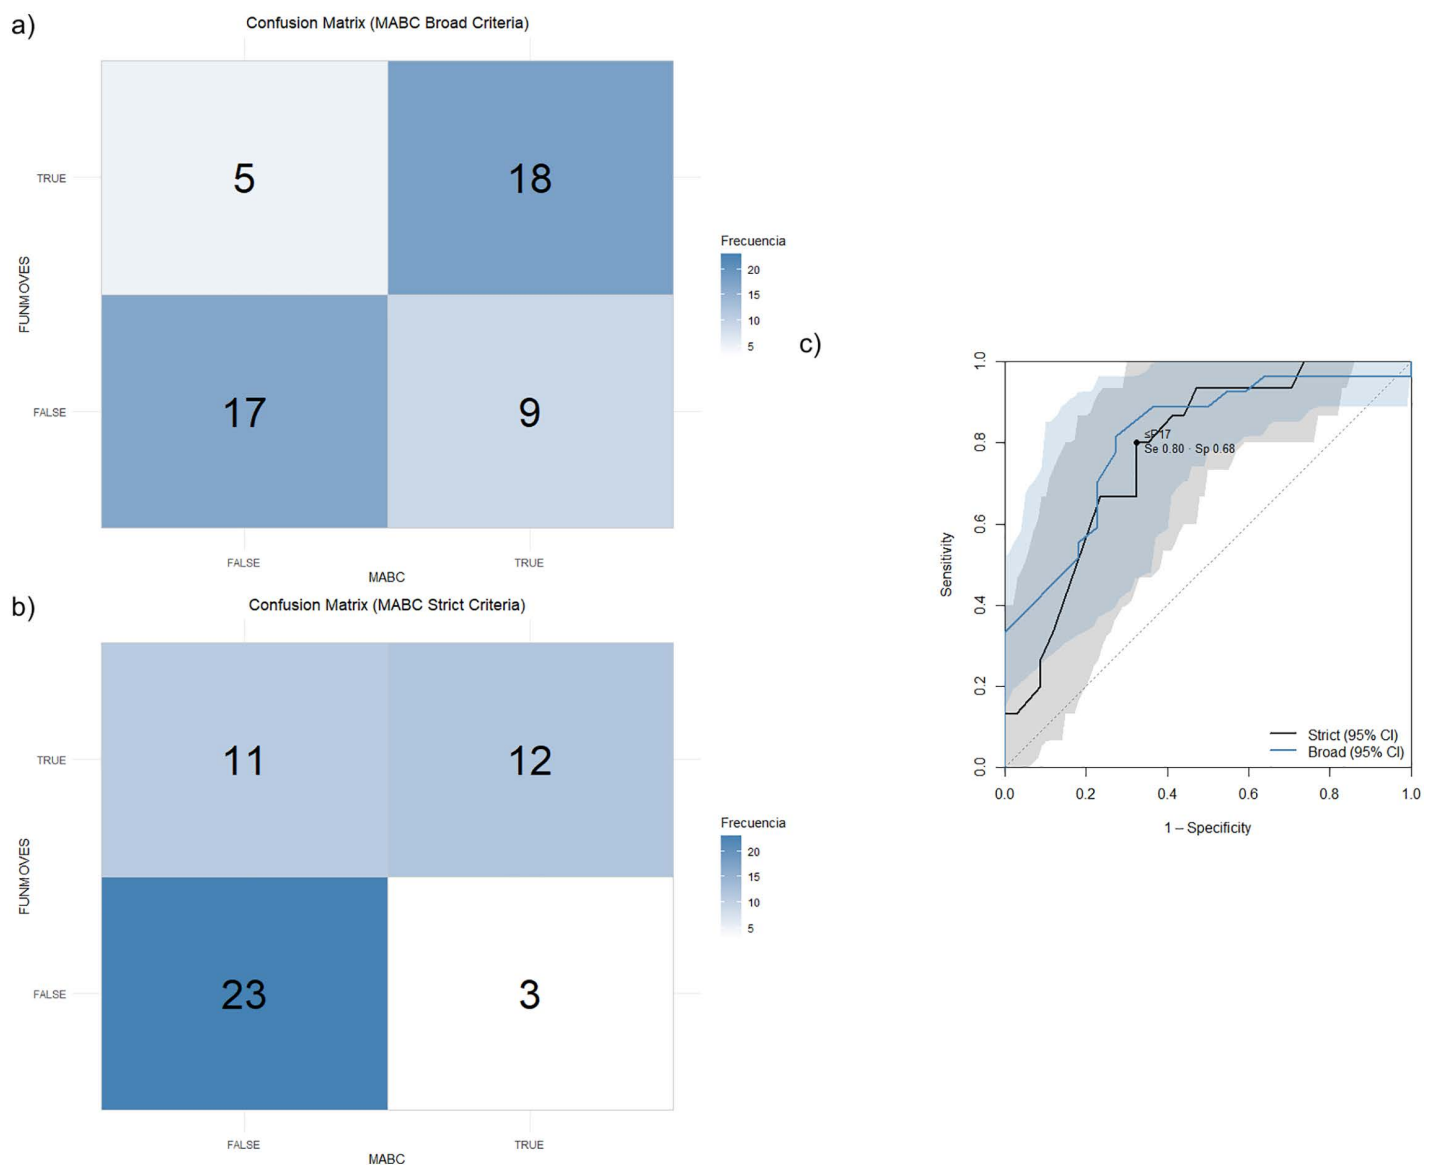 a)
Confusion Matrix (MABC Broad Criteria)
TRUE
5
18
FUNMOVES
FALSE
17
9
FALSE
TRUE
MABC
Frecuencia
20
15
10
5
b)
Confusion Matrix (MABC Strict Criteria)
TRUE
11
12
FUNMOVES
FALSE
23
3
FALSE
TRUE
MABC
Frecuencia
20
15
10
5
c)
1.0
0.8
0.6
0.4
0.2
0.0
Sensitivity
≤P17
Se 0.80 · Sp 0.68
Strict (95% CI)
Broad (95% CI)
0.0 0.2 0.4 0.6 0.8 1.0
1 – Specificity